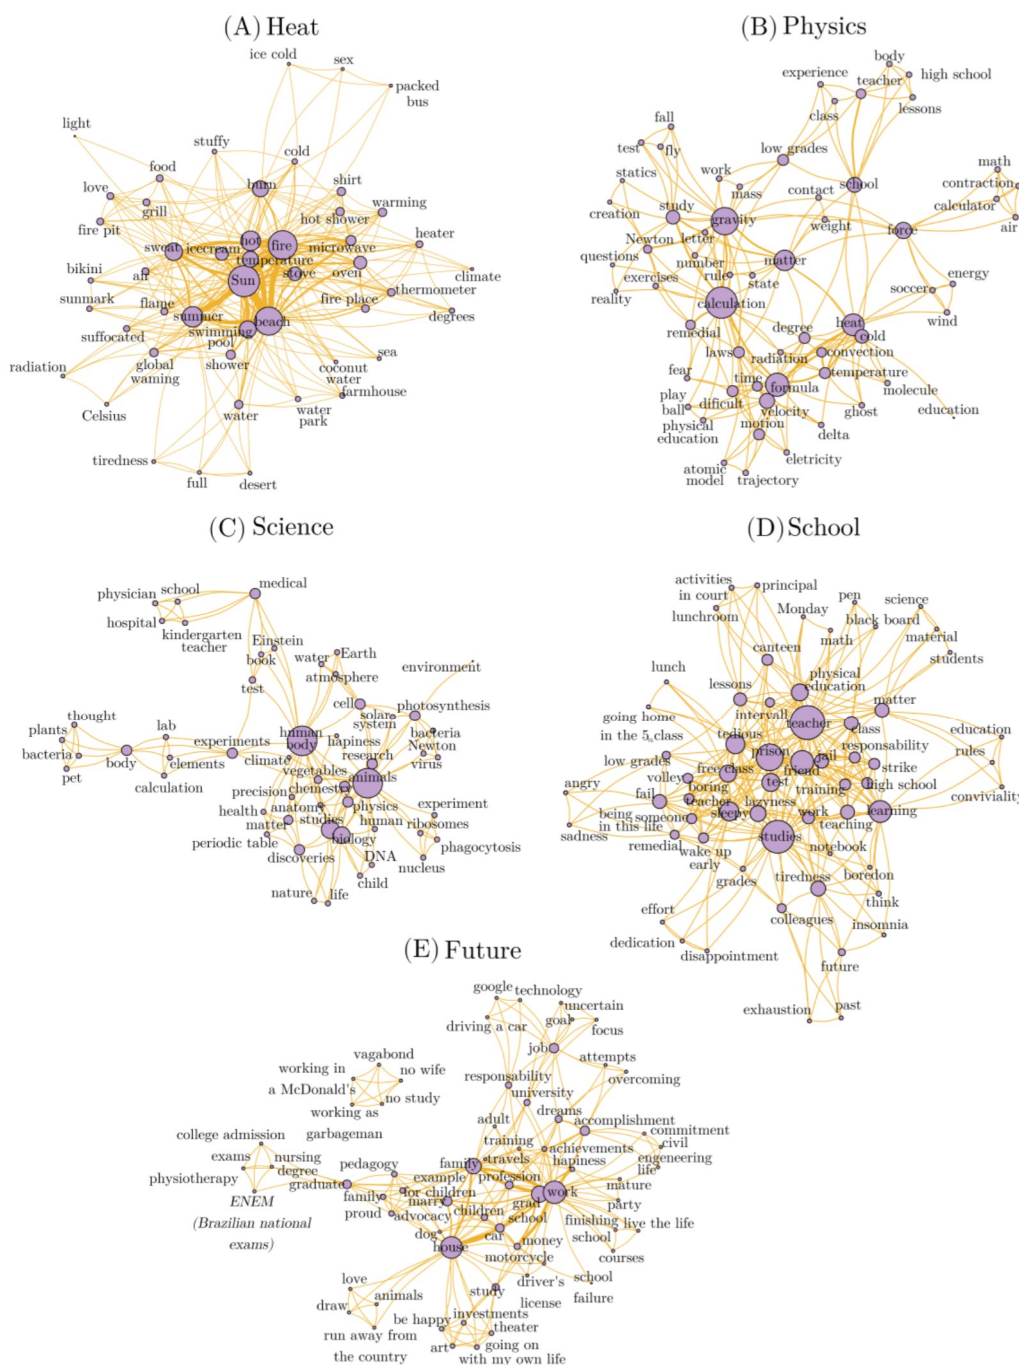 (A) Heat
ice cold
sex
packed
bus
light
stuffy
cold
food
burn
shirt
love
grill
hot shower
warming
fire pit
hot
fire
sweat
icecream
microwave
heater
temperature
bikini
air
Sun
stove
oven
climate
sunmark
flame
fire place
thermometer
summer
beach
degrees
suffocated
swimming
pool
radiation
global
waming
shower
coconut
water
sea
farmhouse
Celsius
water
water
park
tiredness
full
desert
(B) Physics
body
experience
teacher
high school
class
lessons
fall
test
fly
low grades
work
mass
statics
contact
school
math
contraction
calculator
air
creation
study
gravity
weight
force
Newton
letter
questions
number
matter
exercises
rule
state
energy
reality
calculation
soccer
wind
remedial
degree
heat
cold
laws
radiation
convection
fear
time
formula
temperature
molecule
play
ball
dificult
velocity
ghost
education
physical
education
motion
delta
eletricity
atomic
model
trajectory
(C) Science
physician
school
medical
hospital
kindergarten
teacher
Einstein
book
test
water
Earth
atmosphere
environment
thought
plants
lab
cell
solar
system
photosynthesis
bacteria
pet
body
experiments
elements
calculation
human
body
hapiness
research
bacteria
Newton
virus
climate
vegetables
animals
precision
chemestry
health
anatomy
physics
experiment
matter
studies
human
ribosomes
periodic table
biology
phagocytosis
discoveries
DNA
nucleus
child
nature
life
(D) School
activities
in court
principal
lunchroom
Monday
pen
black board
science
math
material
students
canteen
lunch
physical
education
lessons
matter
going home
intervall
teacher
class
education
in the 5 class
tedious
responsability
rules
low grades
prison
jail
strike
volley
free class
friend
angry
boring
test
training
high school
conviviality
fail
teacher
lazyness
being
someone
sleepy
work
learning
in this life
teaching
sadness
studies
remedial
wake up
early
notebook
grades
tiredness
boredon
think
effort
colleagues
insomnia
dedication
disappointment
future
exhaustion
past
(E) Future
google
technology
uncertain
driving a car
goal
focus
vagabond
job
working in
no wife
attempts
a McDonald's
no study
responsability
overcoming
working as
university
garbageman
dreams
adult
accomplishment
commitment
college admission
training
achievements
civil
engeneering
exams
nursing
degree
pedagogy
family
travels
hapiness
life
physiotherapy
graduate
example
profession
mature
family
for children
marry
grad
work
party
ENEM
proud
advocacy
children
school
finishing
school
live the life
(Brazilian national
exams)
dog
car
house
money
courses
motorcycle
love
study
driver's
license
school
failure
draw
animals
investments
be happy
theater
run away from
the country
art
going on
with my own life